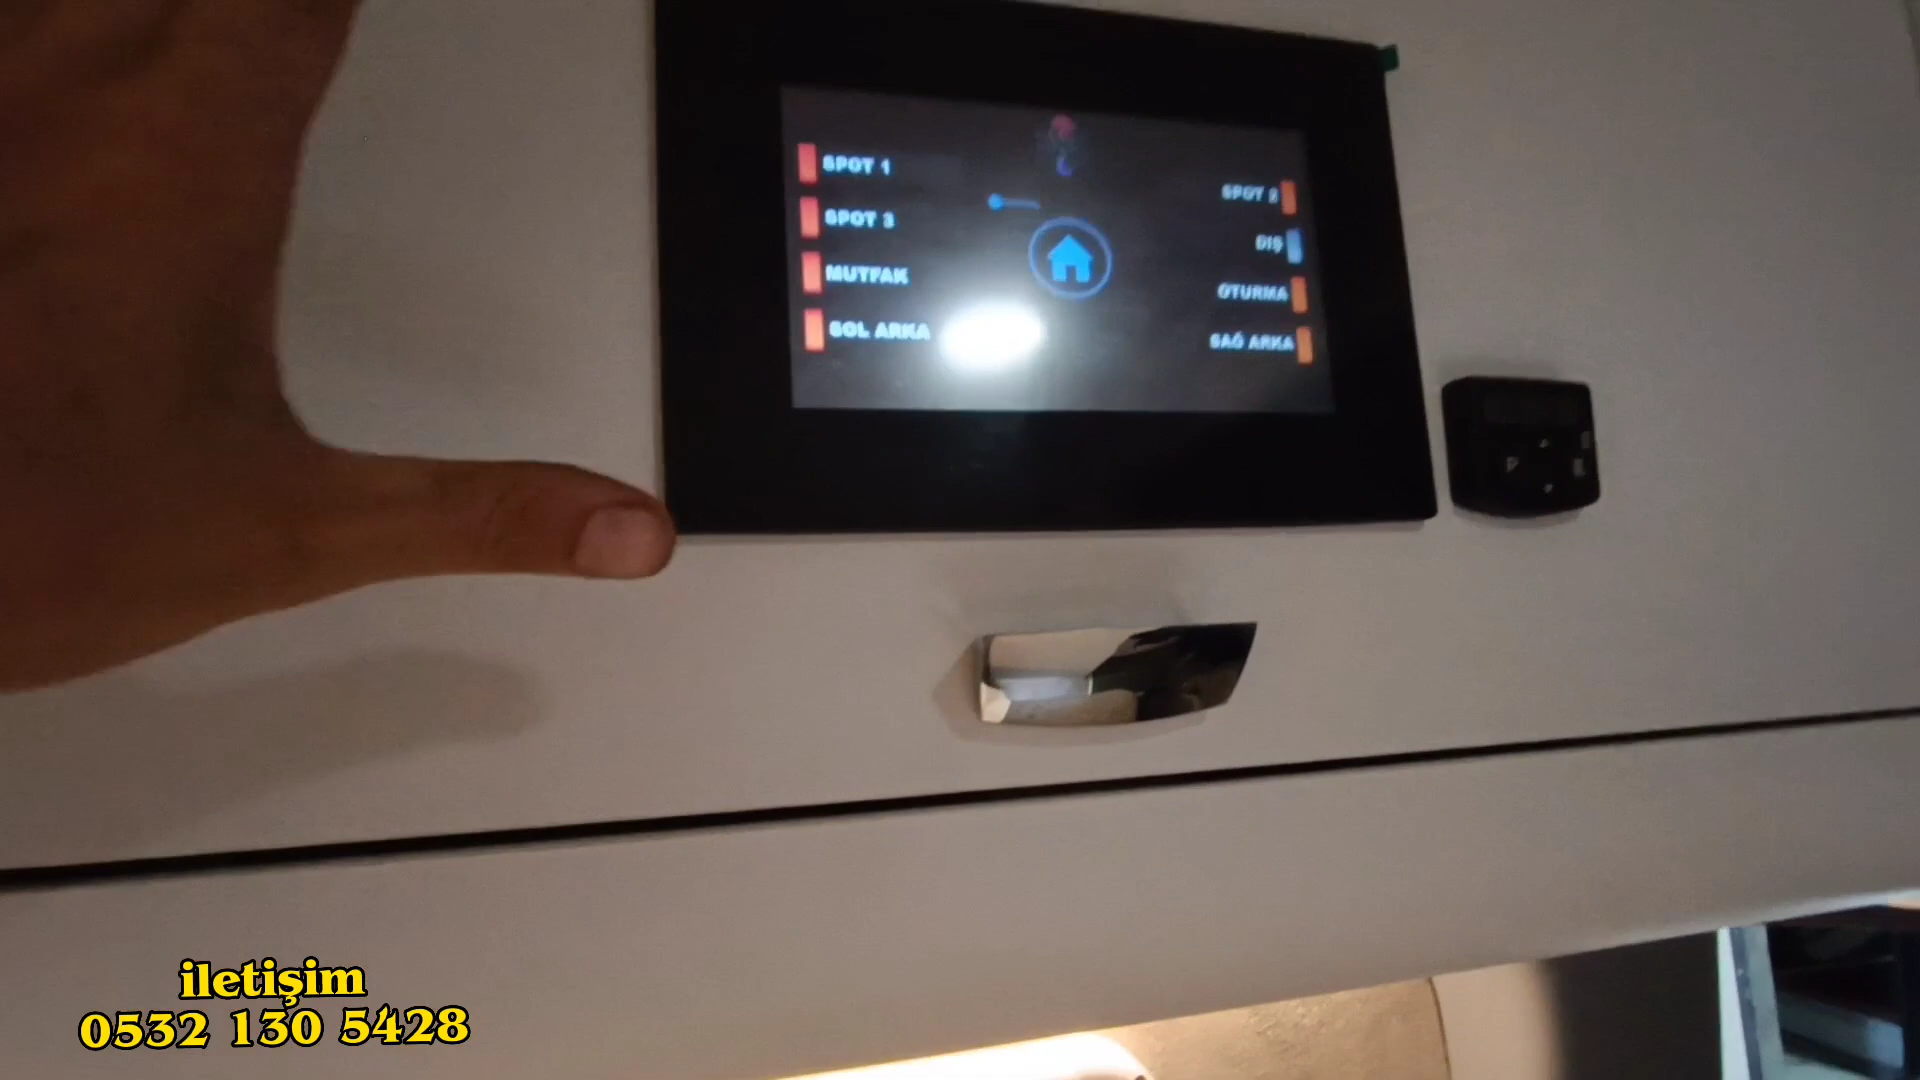 SPOT 1
SPOT 3
MUTFAK
SOL ARKA
SPOT 2
DIŞ
OTURMA
SAĞ ARKA
iletişim
0532 130 5428